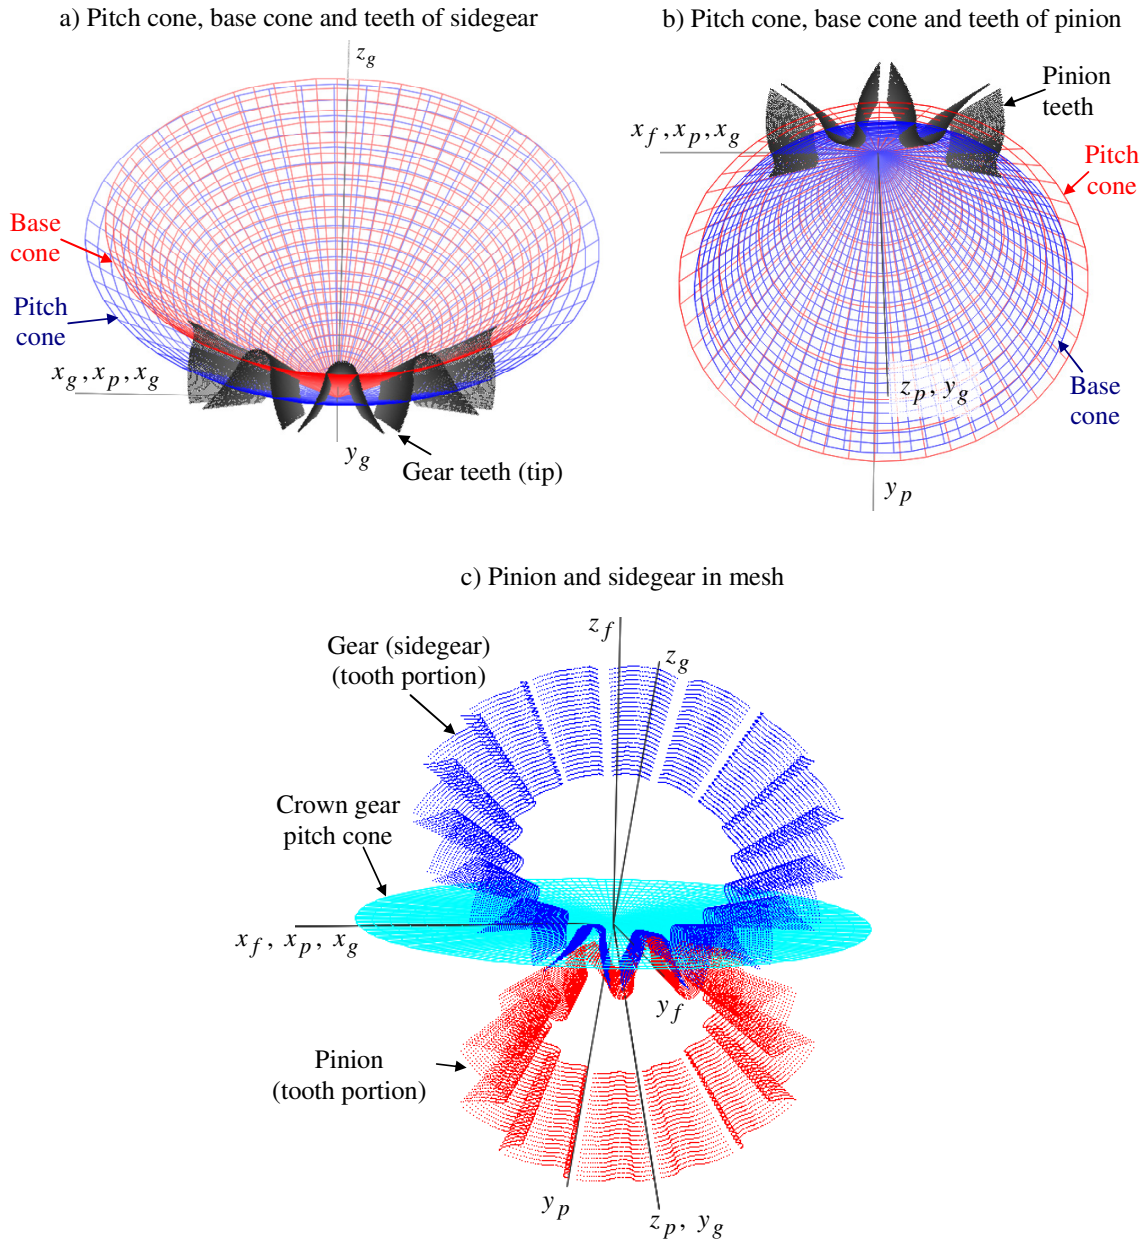 a) Pitch cone, base cone and teeth of sidegear
b) Pitch cone, base cone and teeth of pinion
z_g
Base
cone
Pitch
cone
x_g, x_p, x_g
y_g
Gear teeth (tip)
Pinion
teeth
x_f, x_p, x_g
Pitch
cone
z_p, y_g
Base
cone
y_p
c) Pinion and sidegear in mesh
z_f
z_g
Gear (sidegear)
(tooth portion)
Crown gear
pitch cone
x_f, x_p, x_g
y_f
Pinion
(tooth portion)
y_p
z_p, y_g